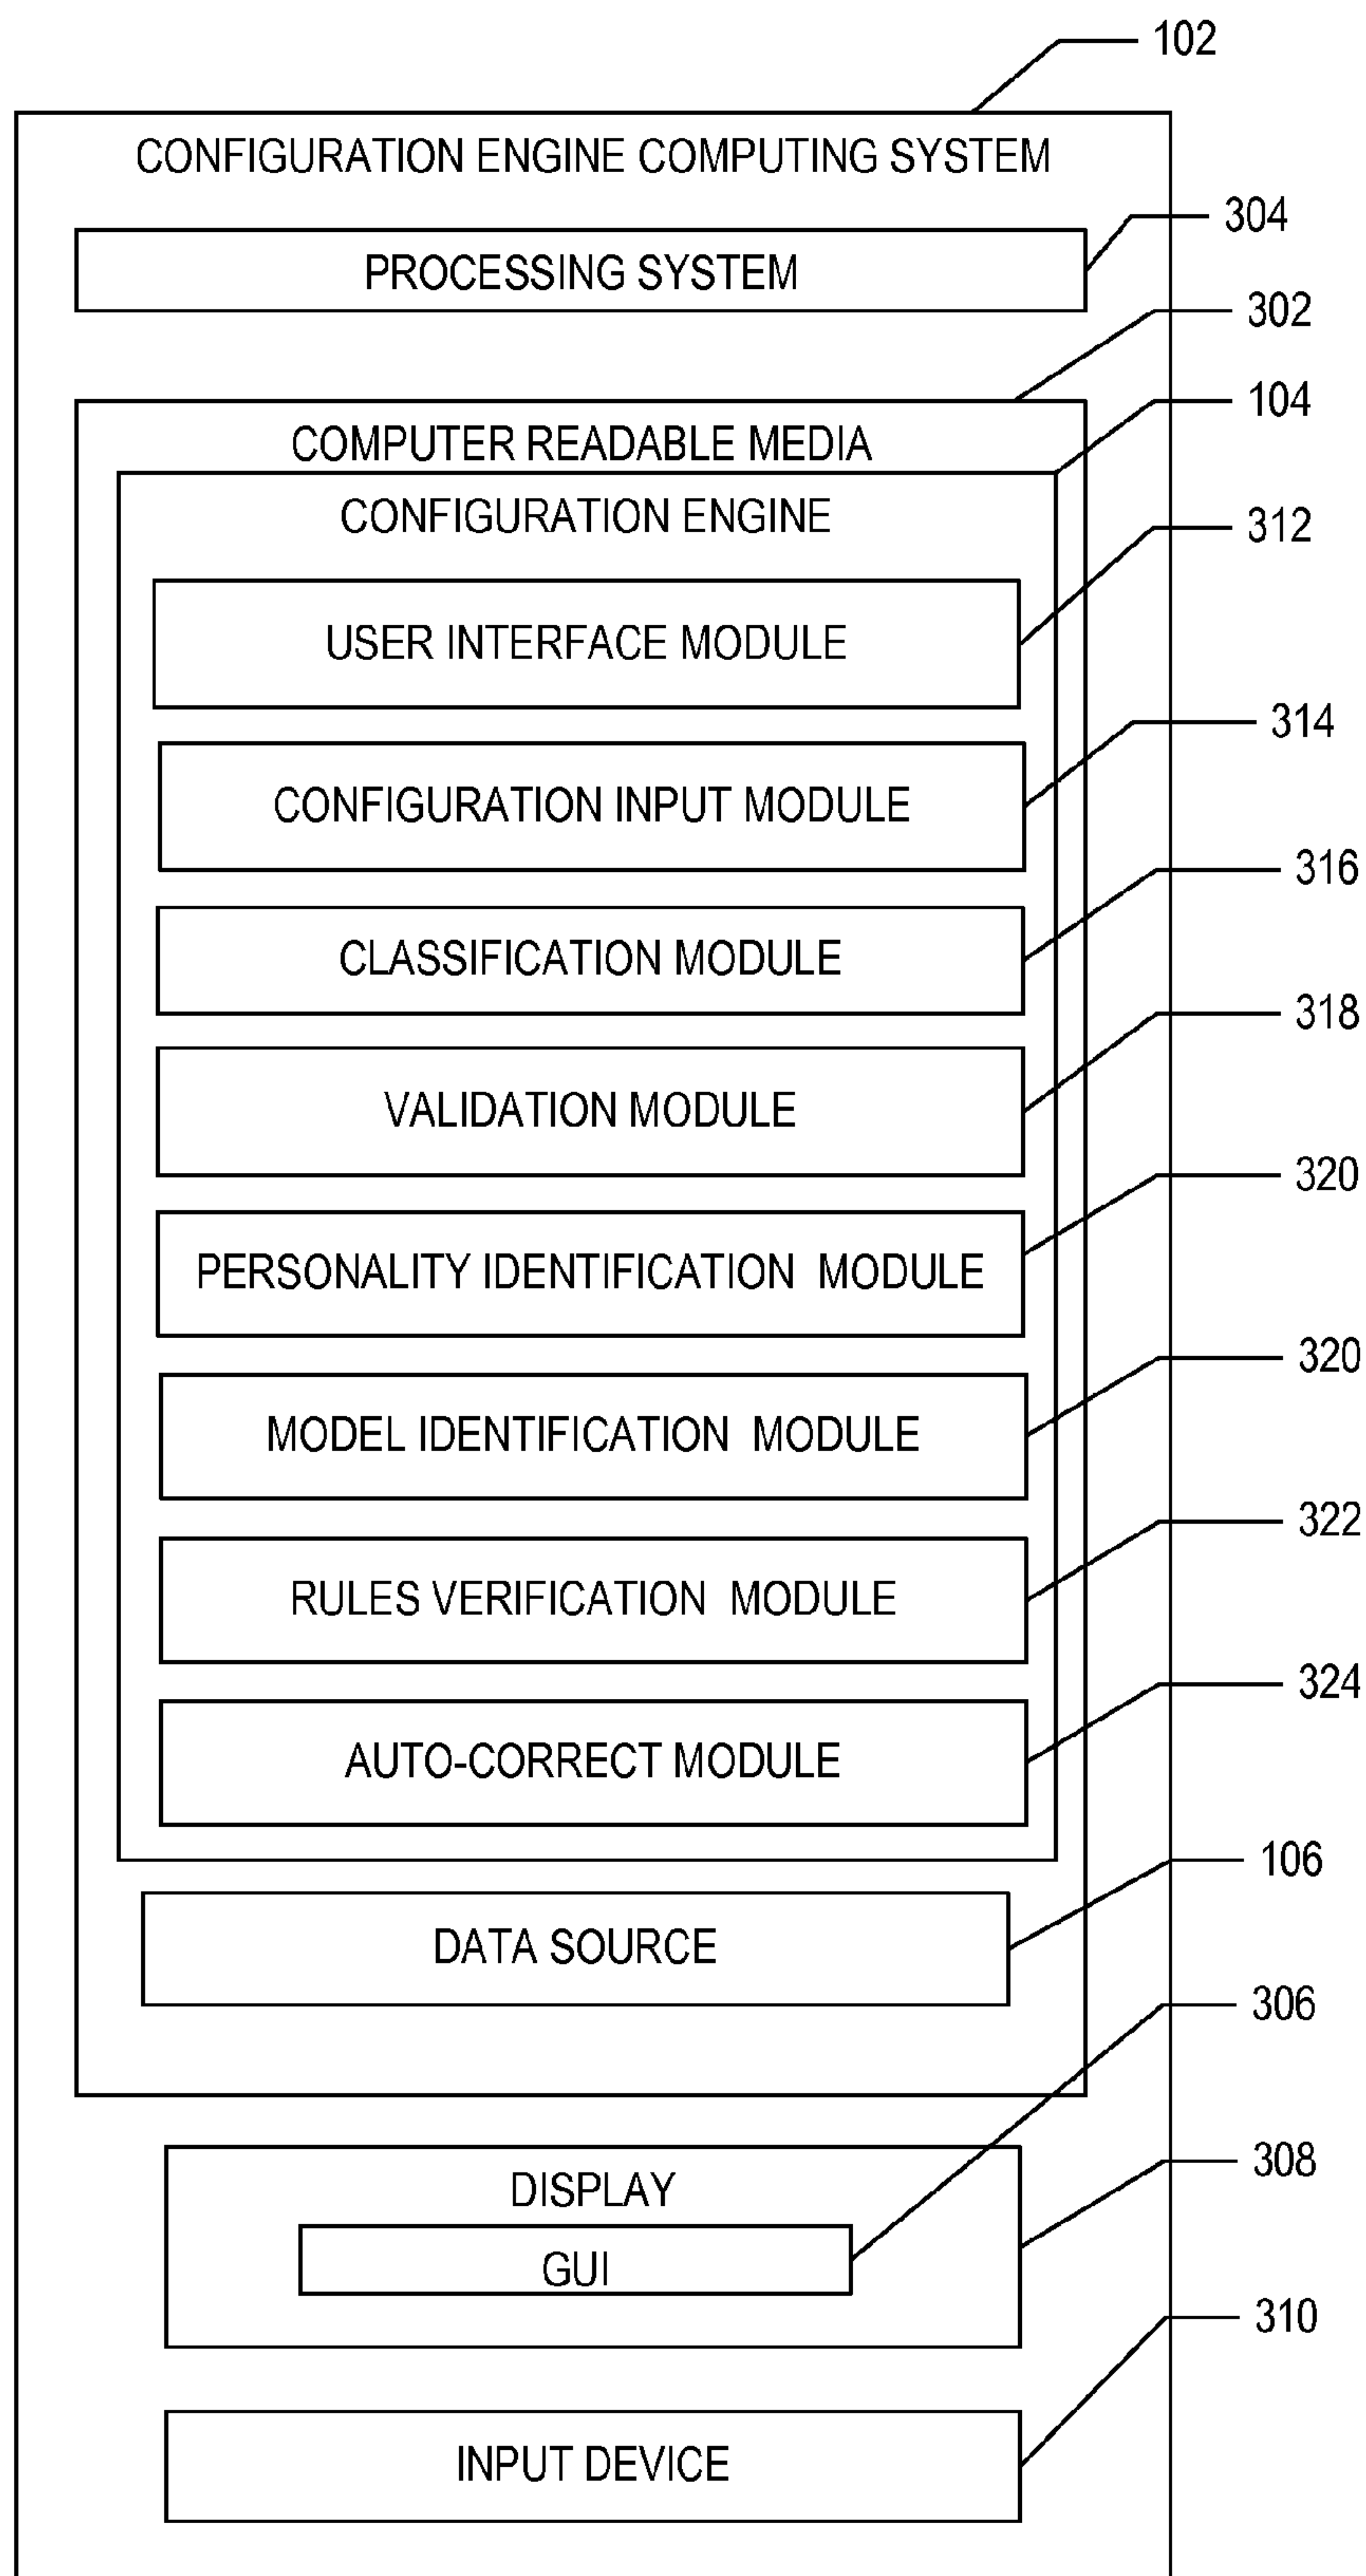 102
CONFIGURATION ENGINE COMPUTING SYSTEM
304
PROCESSING SYSTEM
302
104
COMPUTER READABLE MEDIA
CONFIGURATION ENGINE
312
USER INTERFACE MODULE
314
CONFIGURATION INPUT MODULE
316
CLASSIFICATION MODULE
318
VALIDATION MODULE
320
PERSONALITY IDENTIFICATION MODULE
320
MODEL IDENTIFICATION MODULE
322
RULES VERIFICATION MODULE
324
AUTO-CORRECT MODULE
106
DATA SOURCE
306
308
DISPLAY
GUI
310
INPUT DEVICE